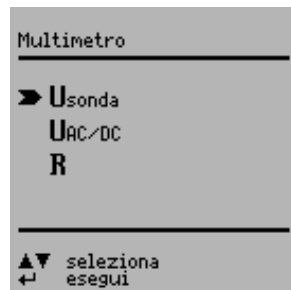 Multimetro
Usonda
UAC/DC
R
▲▼ seleziona
↵ esegui